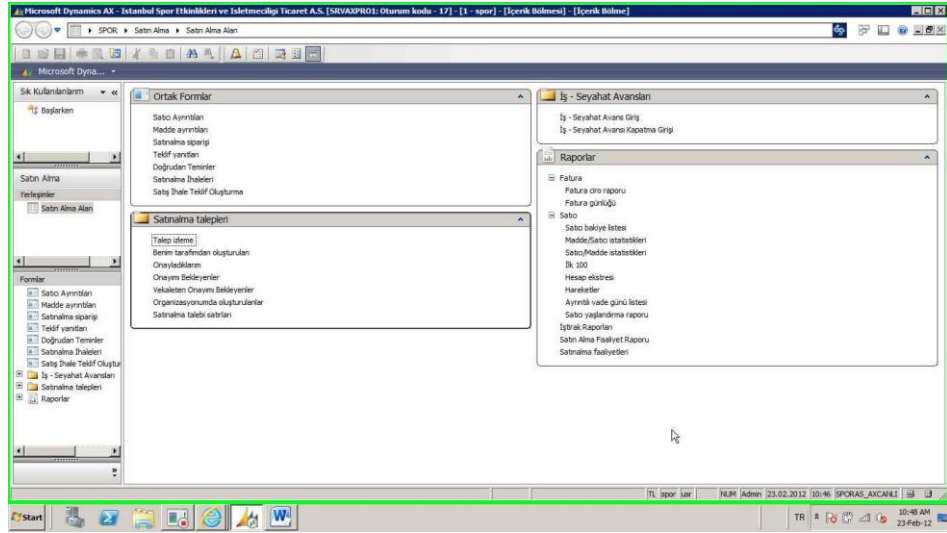 Microsoft Dynamics AX - Istanbul Spor Etkinlikleri ve Isletmeciligi Ticaret A.S. [SRVAXPRO1: Oturum kodu - 17] - [1 - spor] - [İçerik Bölmesi] - [İçerik Bölme]
SPOR Satın Alma Satın Alma Alan
Microsoft Dyna...
Sık Kullanılanlarım
Başlarken
Satın Alma
Yerleşimler
Satın Alma Alan
Formlar
Satıcı Ayrıntıları
Madde ayrıntıları
Satınalma siparişi
Teklif yanıtları
Doğrudan Teminler
Satınalma İhaleleri
Satış İhale Teklif Oluştur
İş - Seyahat Avansları
Satınalma talepleri
Raporlar
Ortak Formlar
Satıcı Ayrıntıları
Madde ayrıntıları
Satınalma siparişi
Teklif yanıtları
Doğrudan Teminler
Satınalma İhaleleri
Satış İhale Teklif Oluşturma
Satınalma talepleri
Talep izleme
Benim tarafımdan oluşturulan
Onayladıklarım
Onayımı Bekleyenler
Vekaleten Onayımı Bekleyenler
Organizasyonumda oluşturulanlar
Satınalma talebi satırları
İş - Seyahat Avansları
İş - Seyahat Avans Giriş
İş - Seyahat Avansı Kapatma Girişi
Raporlar
Fatura
Fatura ciro raporu
Fatura günlüğü
Satıcı
Satıcı bakiye listesi
Madde/Satıcı istatistikleri
Satıcı/Madde istatistikleri
İlk 100
Hesap ekstresi
Hareketler
Ayrıntılı vade günü listesi
Satıcı yaşlandırma raporu
İştirak Raporları
Satın Alma Faaliyet Raporu
Satınalma faaliyetleri
TL spor usr NUM Admin 23.02.2012 10:46 SPORAS_AXCANLI
Start TR 10:48 AM
23-Feb-12